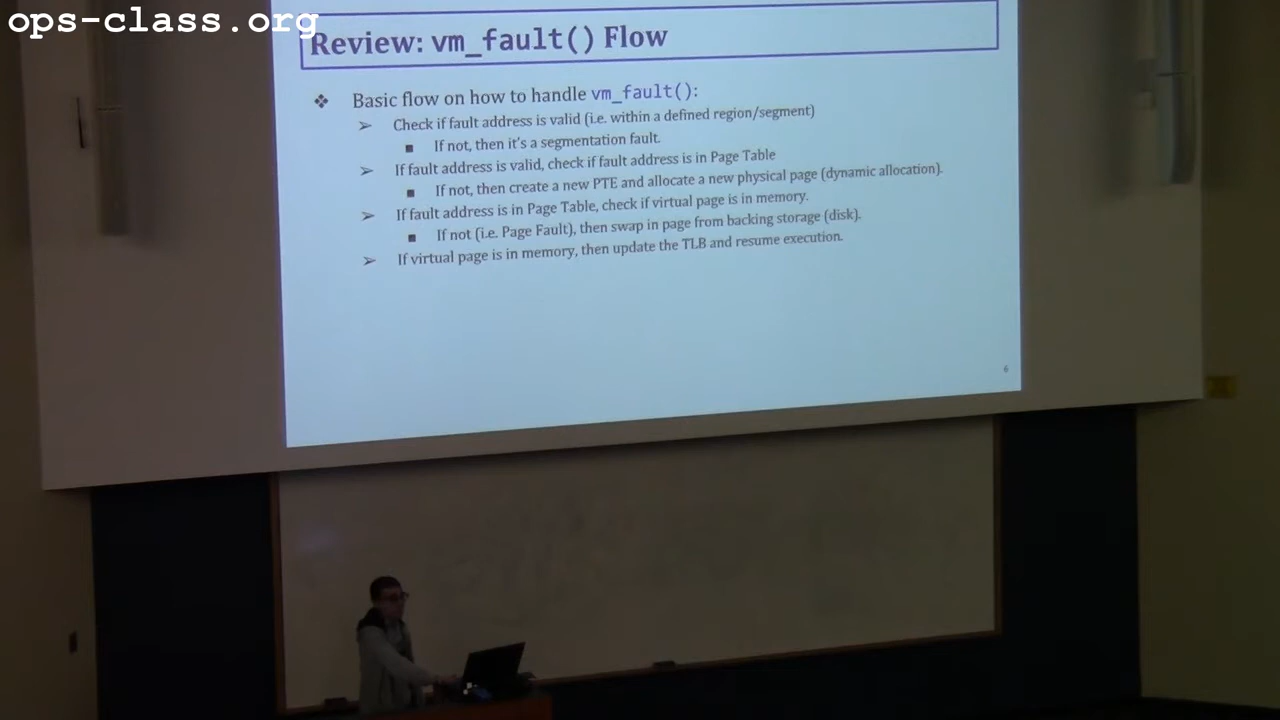 ops-class.org
Review: vm_fault() Flow
❖ Basic flow on how to handle vm_fault():
➢ Check if fault address is valid (i.e. within a defined region/segment)
▪ If not, then it's a segmentation fault.
➢ If fault address is valid, check if fault address is in Page Table
▪ If not, then create a new PTE and allocate a new physical page (dynamic allocation).
➢ If fault address is in Page Table, check if virtual page is in memory.
▪ If not (i.e. Page Fault), then swap in page from backing storage (disk).
➢ If virtual page is in memory, then update the TLB and resume execution.
6